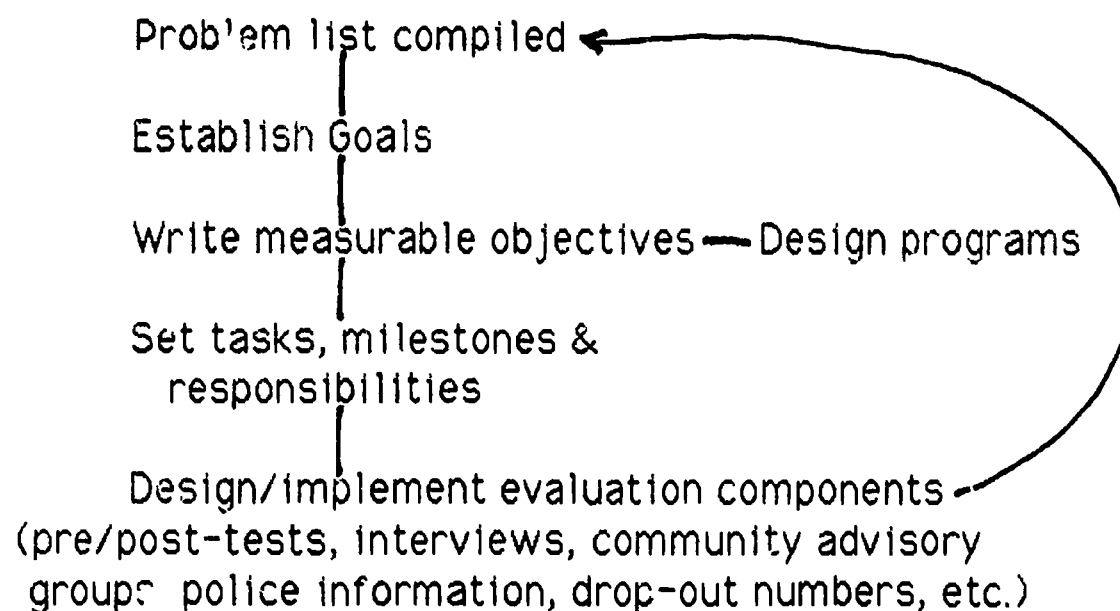 Prob'em list compiled
Establish Goals
Write measurable objectives — Design programs
Set tasks, milestones &
responsibilities
Design/implement evaluation components
(pre/post-tests, interviews, community advisory
groups police information, drop-out numbers, etc.)